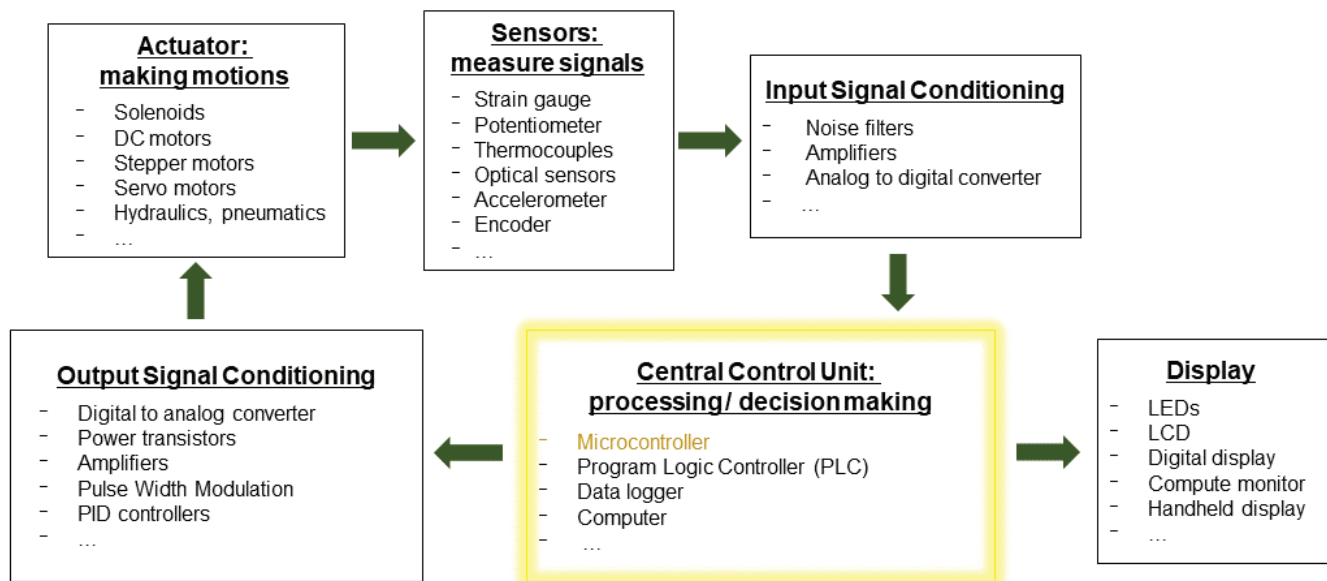 Actuator:
making motions
- Solenoids
- DC motors
- Stepper motors
- Servo motors
- Hydraulics, pneumatics
- ...
Sensors:
measure signals
- Strain gauge
- Potentiometer
- Thermocouples
- Optical sensors
- Accelerometer
- Encoder
- ...
Input Signal Conditioning
- Noise filters
- Amplifiers
- Analog to digital converter
- ...
Output Signal Conditioning
- Digital to analog converter
- Power transistors
- Amplifiers
- Pulse Width Modulation
- PID controllers
- ...
Central Control Unit:
processing / decision making
- Microcontroller
- Program Logic Controller (PLC)
- Data logger
- Computer
- ...
Display
- LEDs
- LCD
- Digital display
- Compute monitor
- Handheld display
- ...